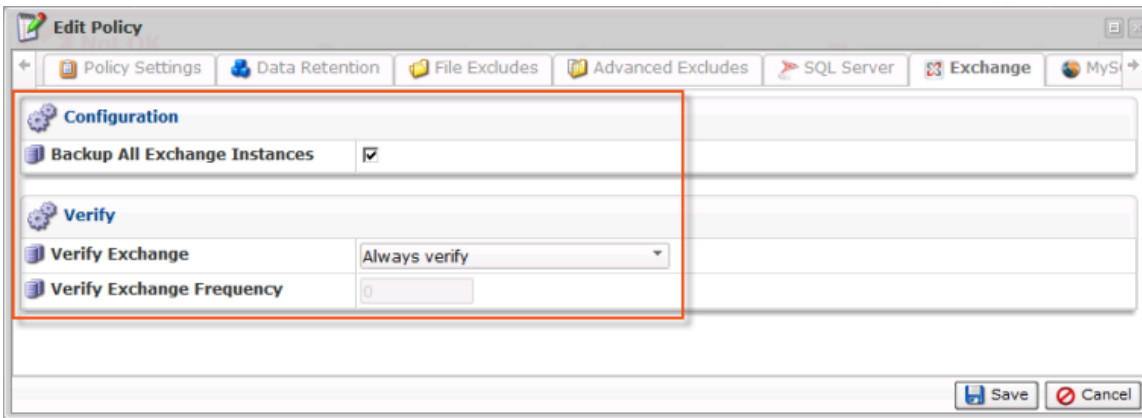 Edit Policy
Policy Settings Data Retention File Excludes Advanced Excludes SQL Server Exchange MyS
Configuration
Backup All Exchange Instances
Verify
Verify Exchange Always verify
Verify Exchange Frequency 0
Save Cancel